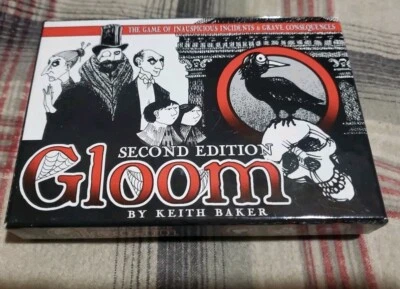 THE GAME OF INAUSPICIOUS INCIDENTS & GRAVE CONSEQUENCES
SECOND EDITION
Gloom
BY KEITH BAKER